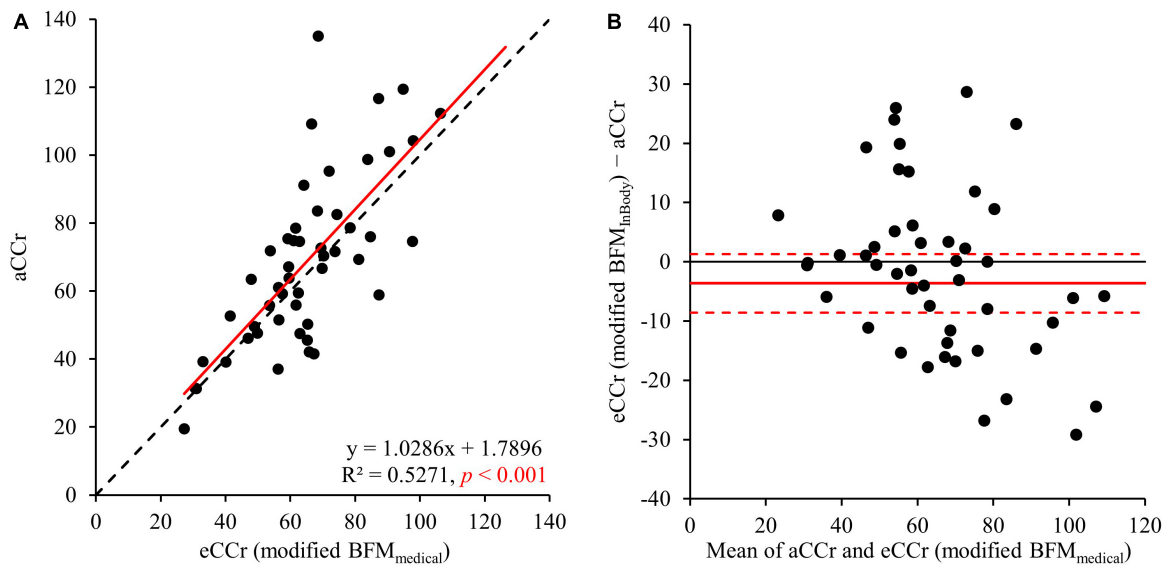 A
140
120
100
80
60
40
20
0
aCCr
y = 1.0286x + 1.7896
R² = 0.5271, p < 0.001
0 20 40 60 80 100 120 140
eCCr (modified BFMmedical)
B
40
30
20
10
0
-10
-20
-30
-40
eCCr (modified BFMInBody) − aCCr
0 20 40 60 80 100 120
Mean of aCCr and eCCr (modified BFMmedical)